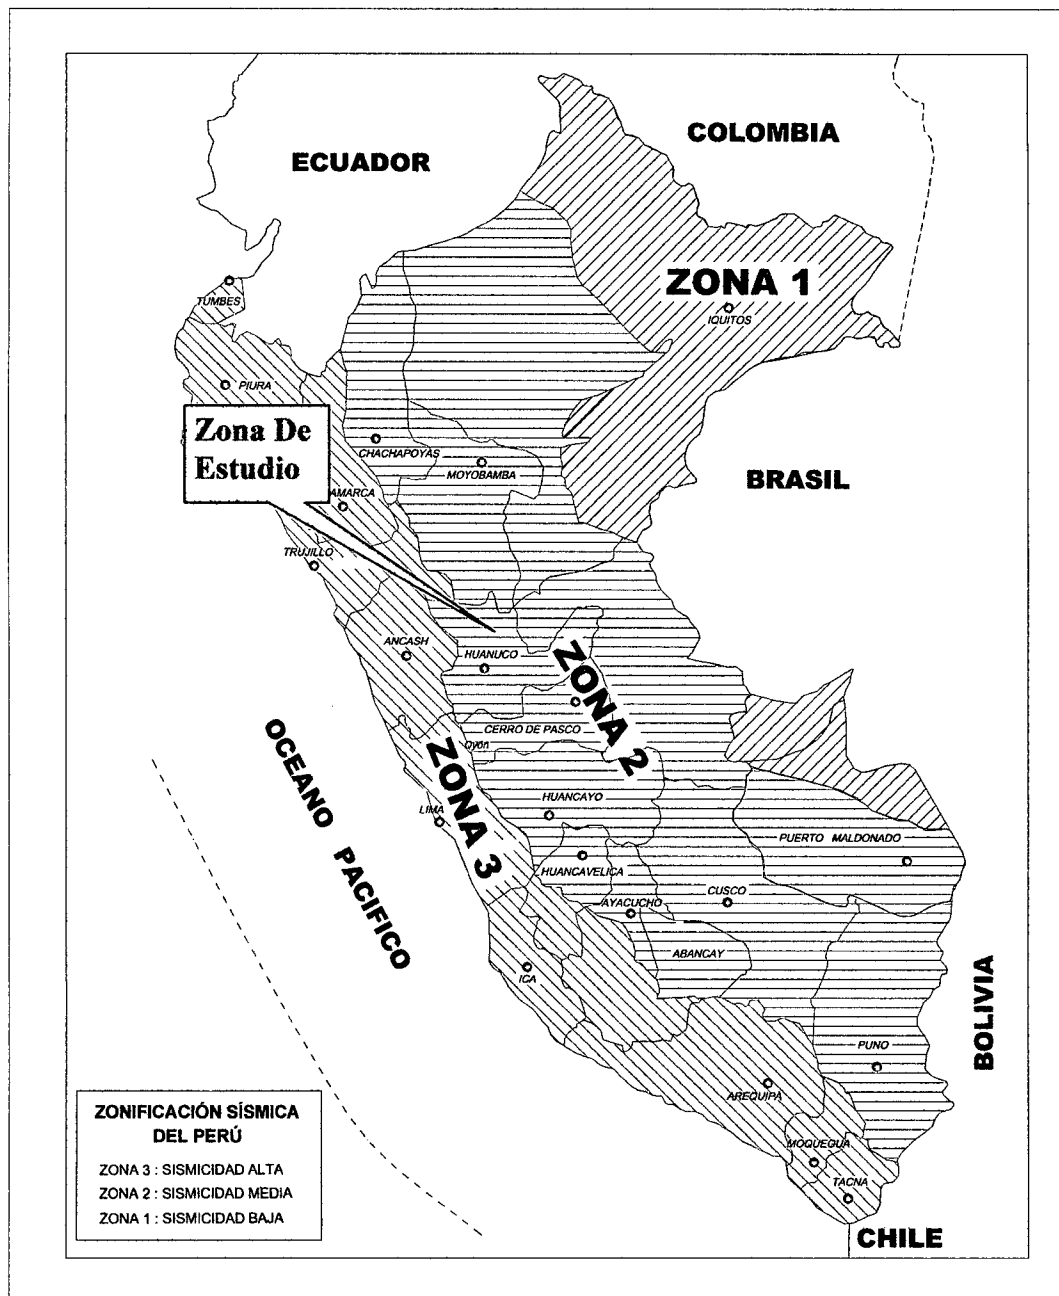 COLOMBIA
ECUADOR
ZONA 1
IQUITOS
TUMBES
PIURA
Zona De
Estudio
CHACHAPOYAS
MOYOBAMBA
BRASIL
AMARCA
TRUJILLO
ANCASH
HUANUCO
ZONA 2
CERRO DE PASCO
Oyón
ZONA 3
OCEANO PACIFICO
LIMA
HUANCAYO
PUERTO MALDONADO
HUANCAVELICA
CUSCO
AYACUCHO
ABANCAY
ICA
BOLIVIA
PUNO
AREQUIPA
MOQUEGUA
TACNA
CHILE
ZONIFICACIÓN SÍSMICA
DEL PERÚ
ZONA 3 : SISMICIDAD ALTA
ZONA 2 : SISMICIDAD MEDIA
ZONA 1 : SISMICIDAD BAJA